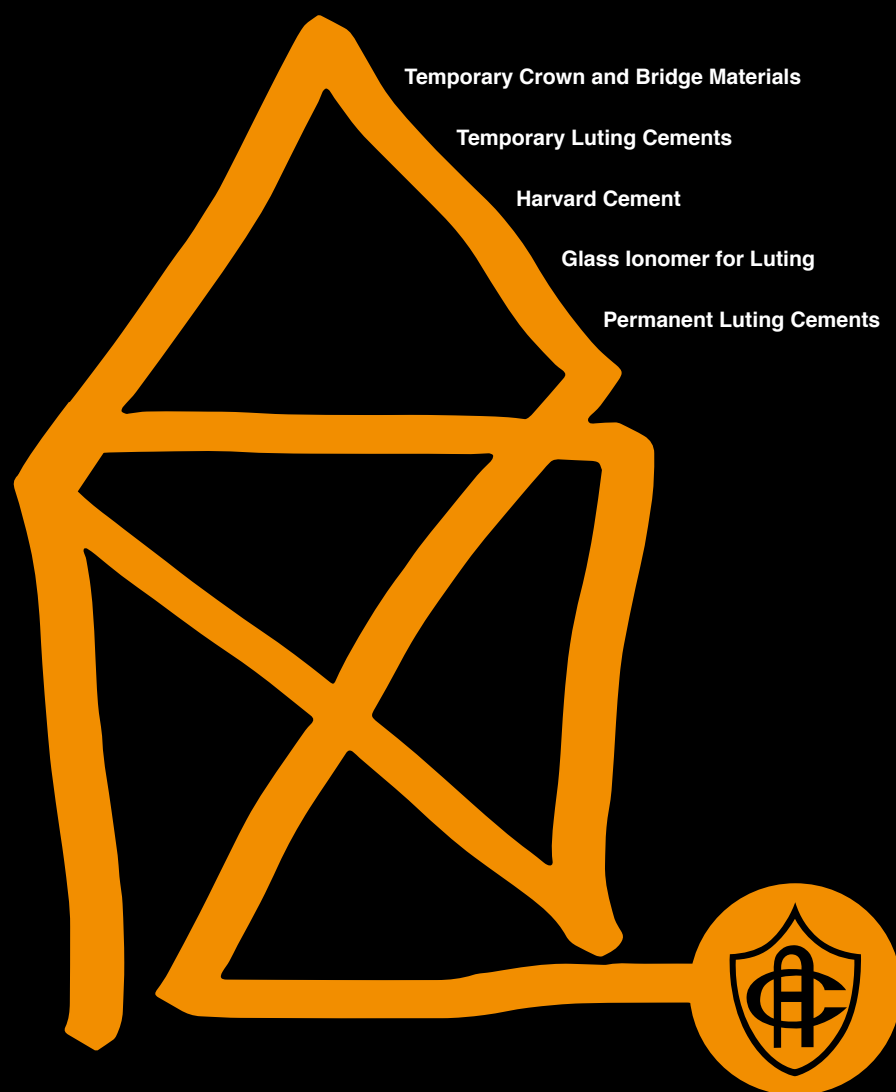 Temporary Crown and Bridge Materials
Temporary Luting Cements
Harvard Cement
Glass Ionomer for Luting
Permanent Luting Cements